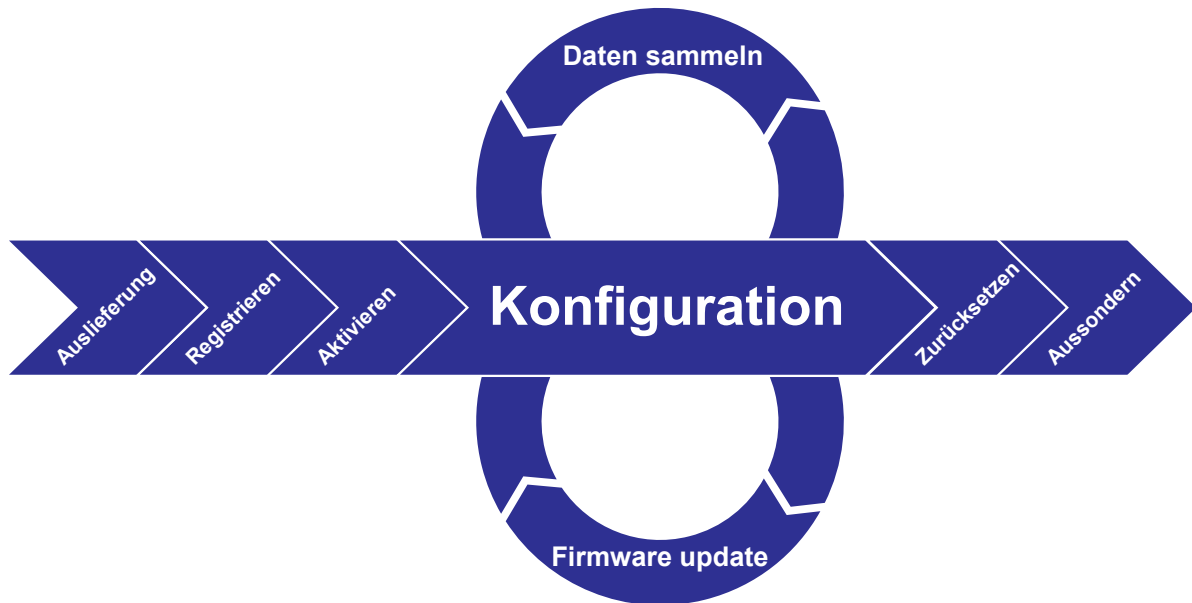 Daten sammeln
Auslieferung
Registrieren
Aktivieren
Konfiguration
Zurücksetzen
Aussondern
Firmware update